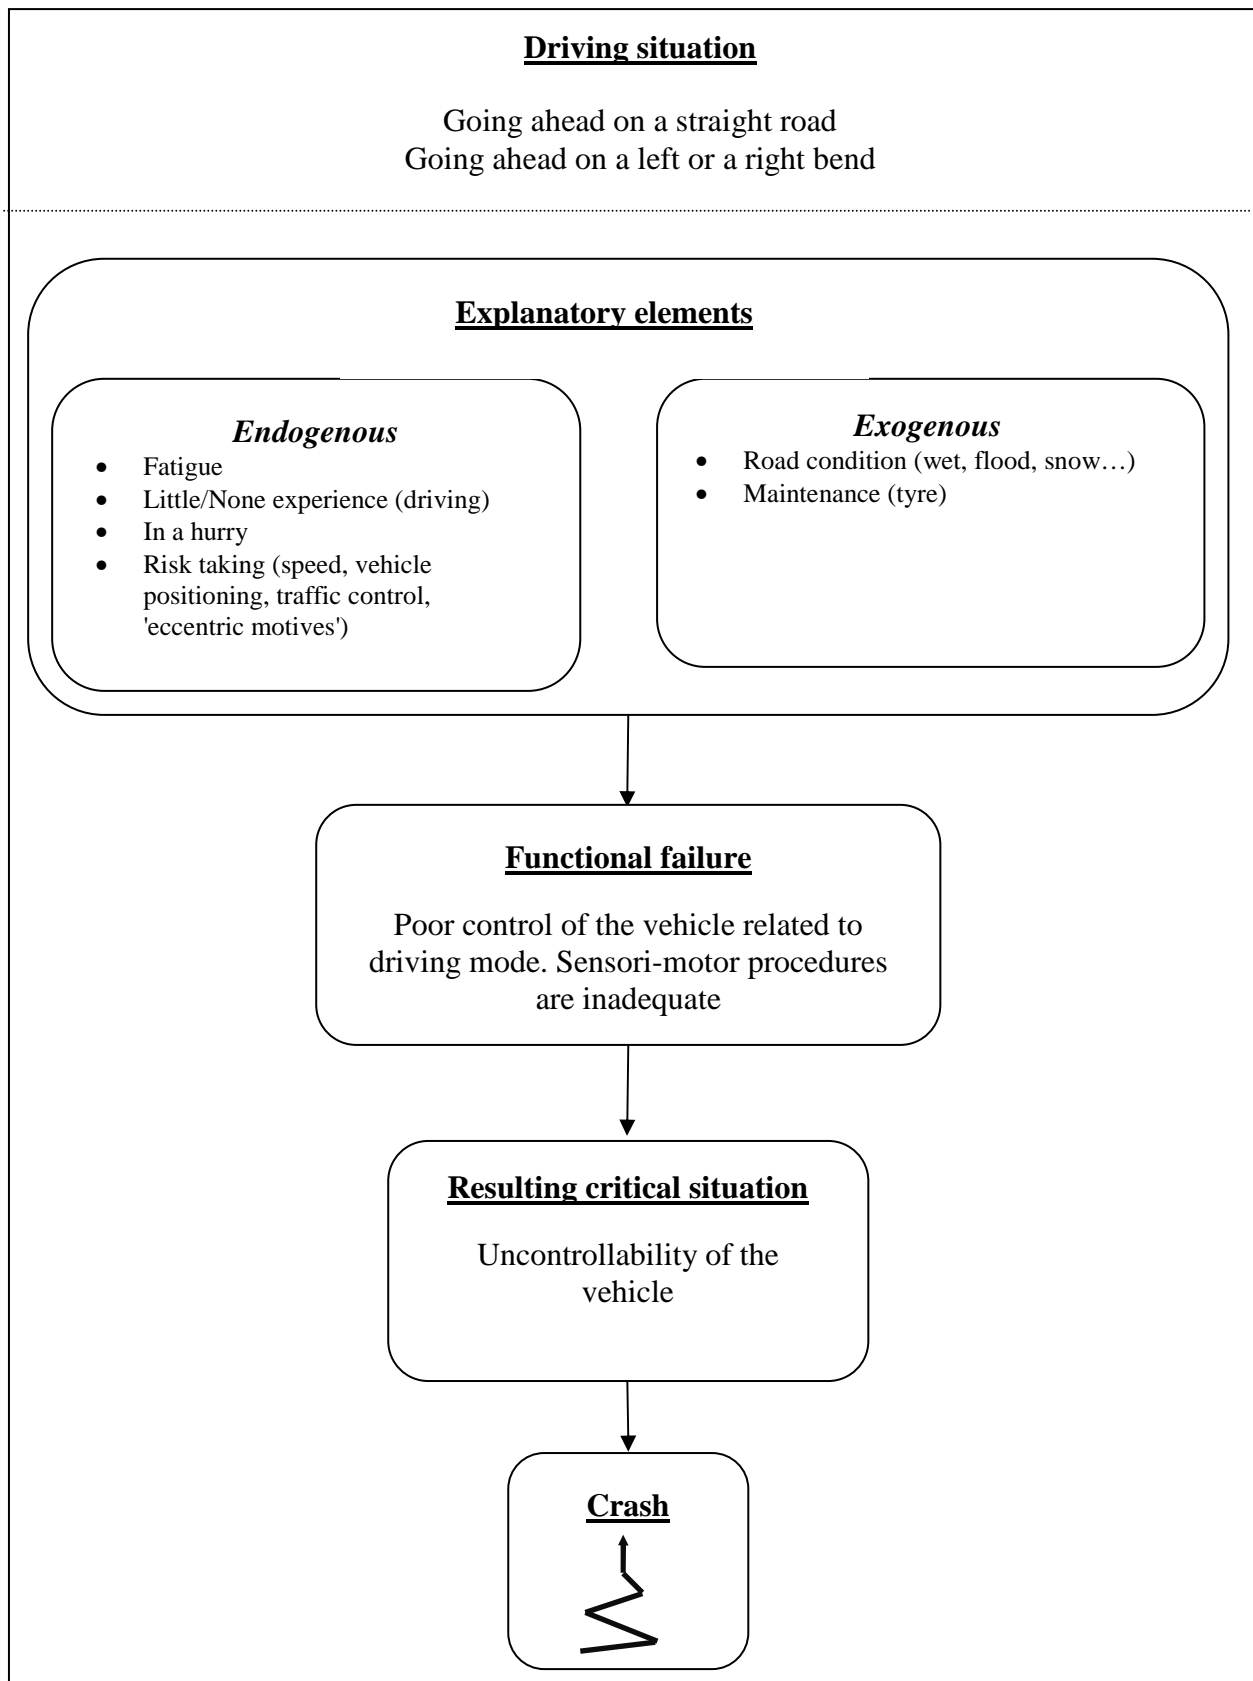 Driving situation
Going ahead on a straight road
Going ahead on a left or a right bend
Explanatory elements
Endogenous
• Fatigue
• Little/None experience (driving)
• In a hurry
• Risk taking (speed, vehicle
positioning, traffic control,
'eccentric motives')
Exogenous
• Road condition (wet, flood, snow…)
• Maintenance (tyre)
Functional failure
Poor control of the vehicle related to
driving mode. Sensori-motor procedures
are inadequate
Resulting critical situation
Uncontrollability of the
vehicle
Crash